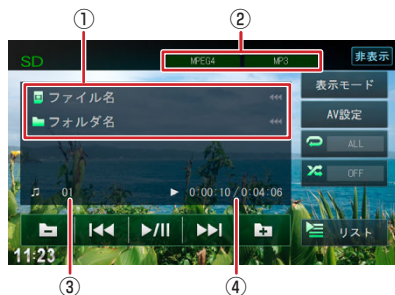 ① ②
SD MPEG4 MP3 非表示
ファイル名
フォルダ名
表示モード
AV設定
ALL
OFF
01 0:00:10/0:04:06
リスト
11:23
③ ④